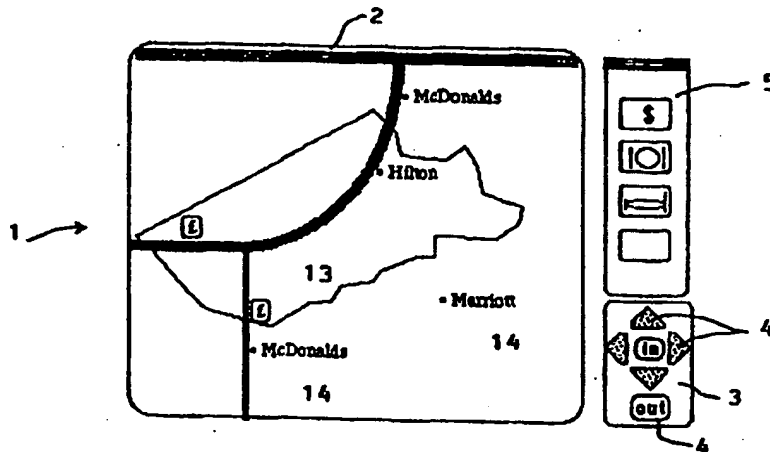 2
McDonalds
5
$
Hilton
1
£
13
£
Marriott
McDonalds
14
14
4
in
3
out
4